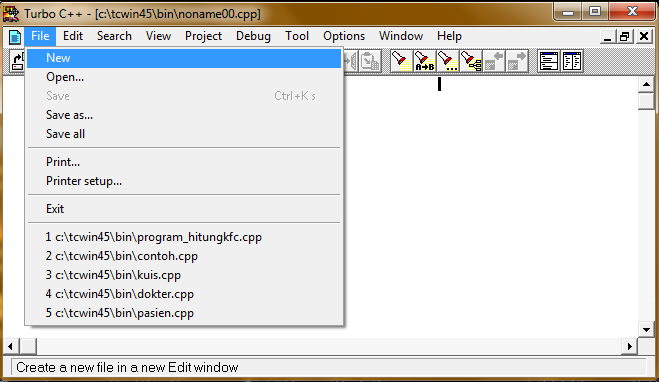 Turbo C++ - [c:\tcwin45\bin\noname00.cpp]
File Edit Search View Project Debug Tool Options Window Help
New
Open...
Save Ctrl+K s
Save as...
Save all
Print...
Printer setup...
Exit
1 c:\tcwin45\bin\program_hitungkfc.cpp
2 c:\tcwin45\bin\contoh.cpp
3 c:\tcwin45\bin\kuis.cpp
4 c:\tcwin45\bin\dokter.cpp
5 c:\tcwin45\bin\pasien.cpp
A→B
Create a new file in a new Edit window